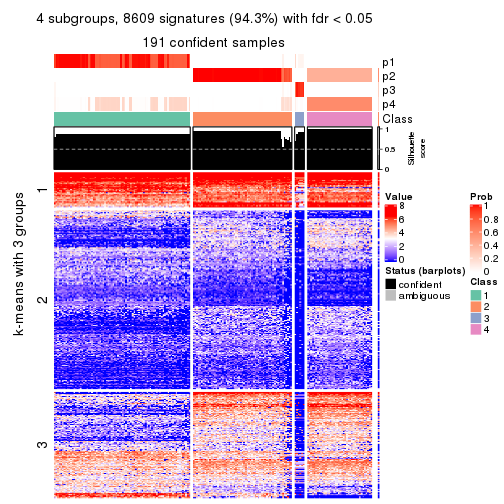 4 subgroups, 8609 signatures (94.3%) with fdr < 0.05
191 confident samples
p1
p2
p3
p4
Class
1
0.5
0
Silhouette
score
k-means with 3 groups
1
2
3
Value
8
6
4
2
0
Status (barplots)
confident
ambiguous
Prob
1
0.8
0.6
0.4
0.2
0
Class
1
2
3
4